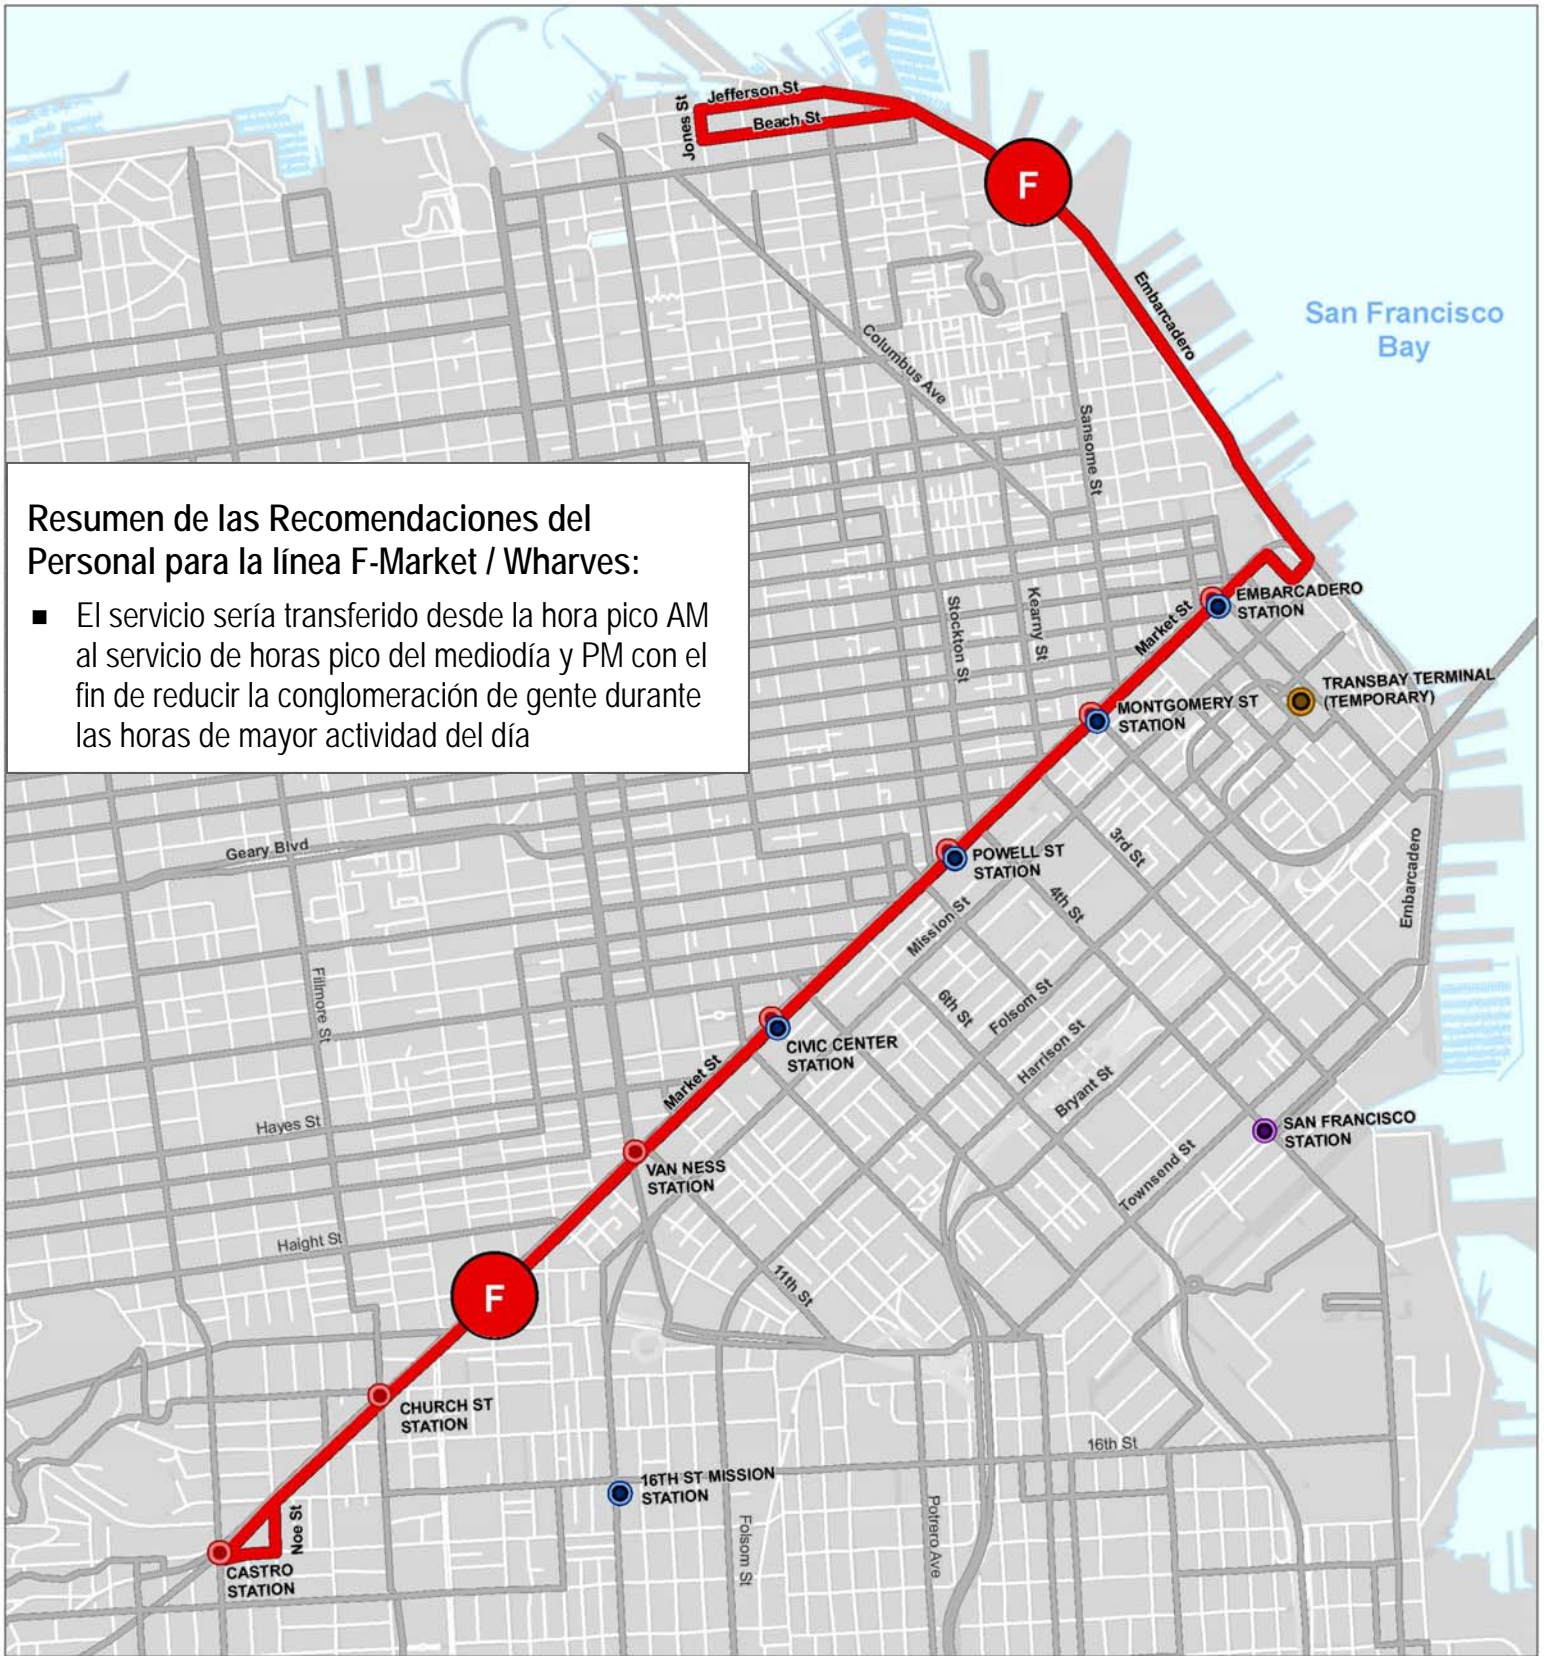 Jefferson St
Beach St
Jones St
F
Embarcadero
San Francisco
Bay
Columbus Ave
Sansome St
Resumen de las Recomendaciones del
Personal para la línea F-Market / Wharves:
■ El servicio sería transferido desde la hora pico AM
al servicio de horas pico del mediodía y PM con el
fin de reducir la conglomeración de gente durante
las horas de mayor actividad del día
Stockton St
Kearny St
Market St
EMBARCADERO
STATION
TRANSBAY TERMINAL
(TEMPORARY)
MONTGOMERY ST
STATION
Geary Blvd
POWELL ST
STATION
3rd St
4th St
Embarcadero
Mission St
Fillmore St
6th St
Folsom St
Harrison St
Bryant St
CIVIC CENTER
STATION
Market St
Hayes St
SAN FRANCISCO
STATION
VAN NESS
STATION
Townsend St
Haight St
F
11th St
CHURCH ST
STATION
16th St
16TH ST MISSION
STATION
Noe St
Folsom St
Potrero Ave
CASTRO
STATION